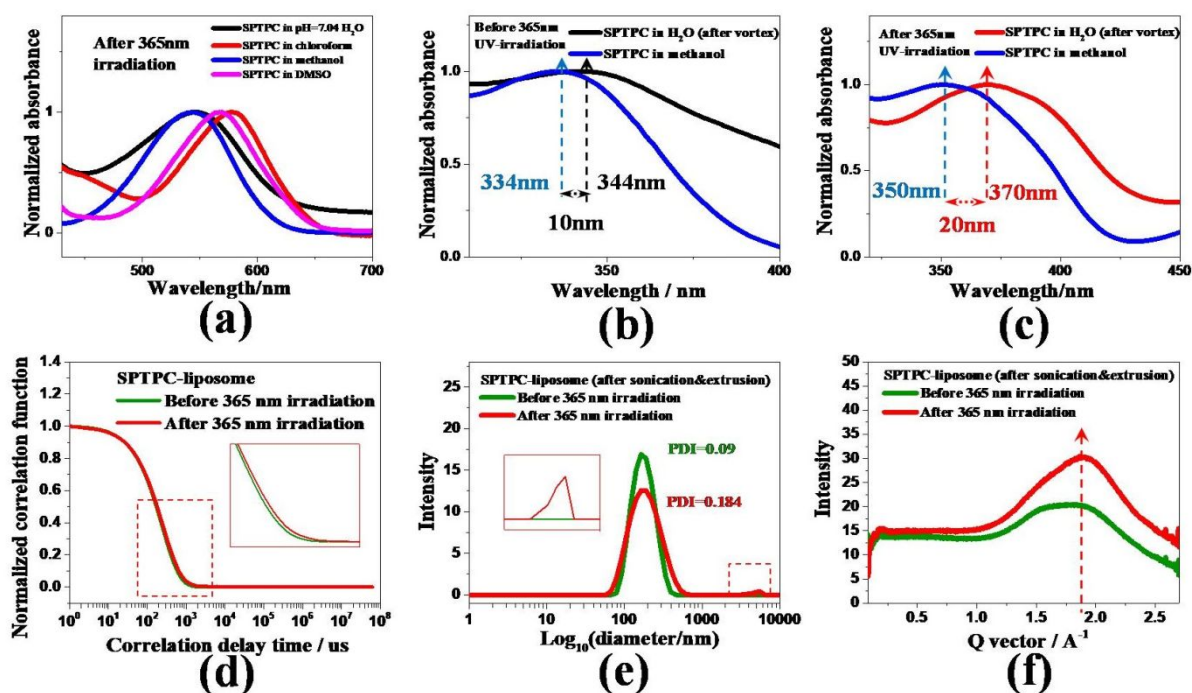 After 365nm
irradiation
SPTPC in pH=7.04 H₂O
SPTPC in chloroform
SPTPC in methanol
SPTPC in DMSO
Normalized absorbance
1
0
500
600
700
Wavelength/nm
(a)
Before 365nm
UV-irradiation
SPTPC in H₂O (after vortex)
SPTPC in methanol
Normalized absorbance
1.0
0.5
0.0
334nm
344nm
10nm
350
400
Wavelength / nm
(b)
After 365nm
UV-irradiation
SPTPC in H₂O (after vortex)
SPTPC in methanol
Normalized absorbance
1.0
0.5
0.0
350nm
370nm
20nm
350
400
450
Wavelength/nm
(c)
SPTPC-liposome
Before 365 nm irradiation
After 365 nm irradiation
Normalized correlation function
1.4
1.2
1.0
0.8
0.6
0.4
0.2
0.0
10⁰ 10¹ 10² 10³ 10⁴ 10⁵ 10⁶ 10⁷ 10⁸
Correlation delay time / us
(d)
SPTPC-liposome (after sonication&extrusion)
Before 365 nm irradiation
After 365 nm irradiation
PDI=0.09
PDI=0.184
Intensity
25
20
15
10
5
0
1
10
100
1000
10000
Log₁₀(diameter/nm)
(e)
SPTPC-liposome (after sonication&extrusion)
Before 365 nm irradiation
After 365 nm irradiation
Intensity
50
45
40
35
30
25
20
15
10
5
0
0.5
1.0
1.5
2.0
2.5
Q vector / A⁻¹
(f)